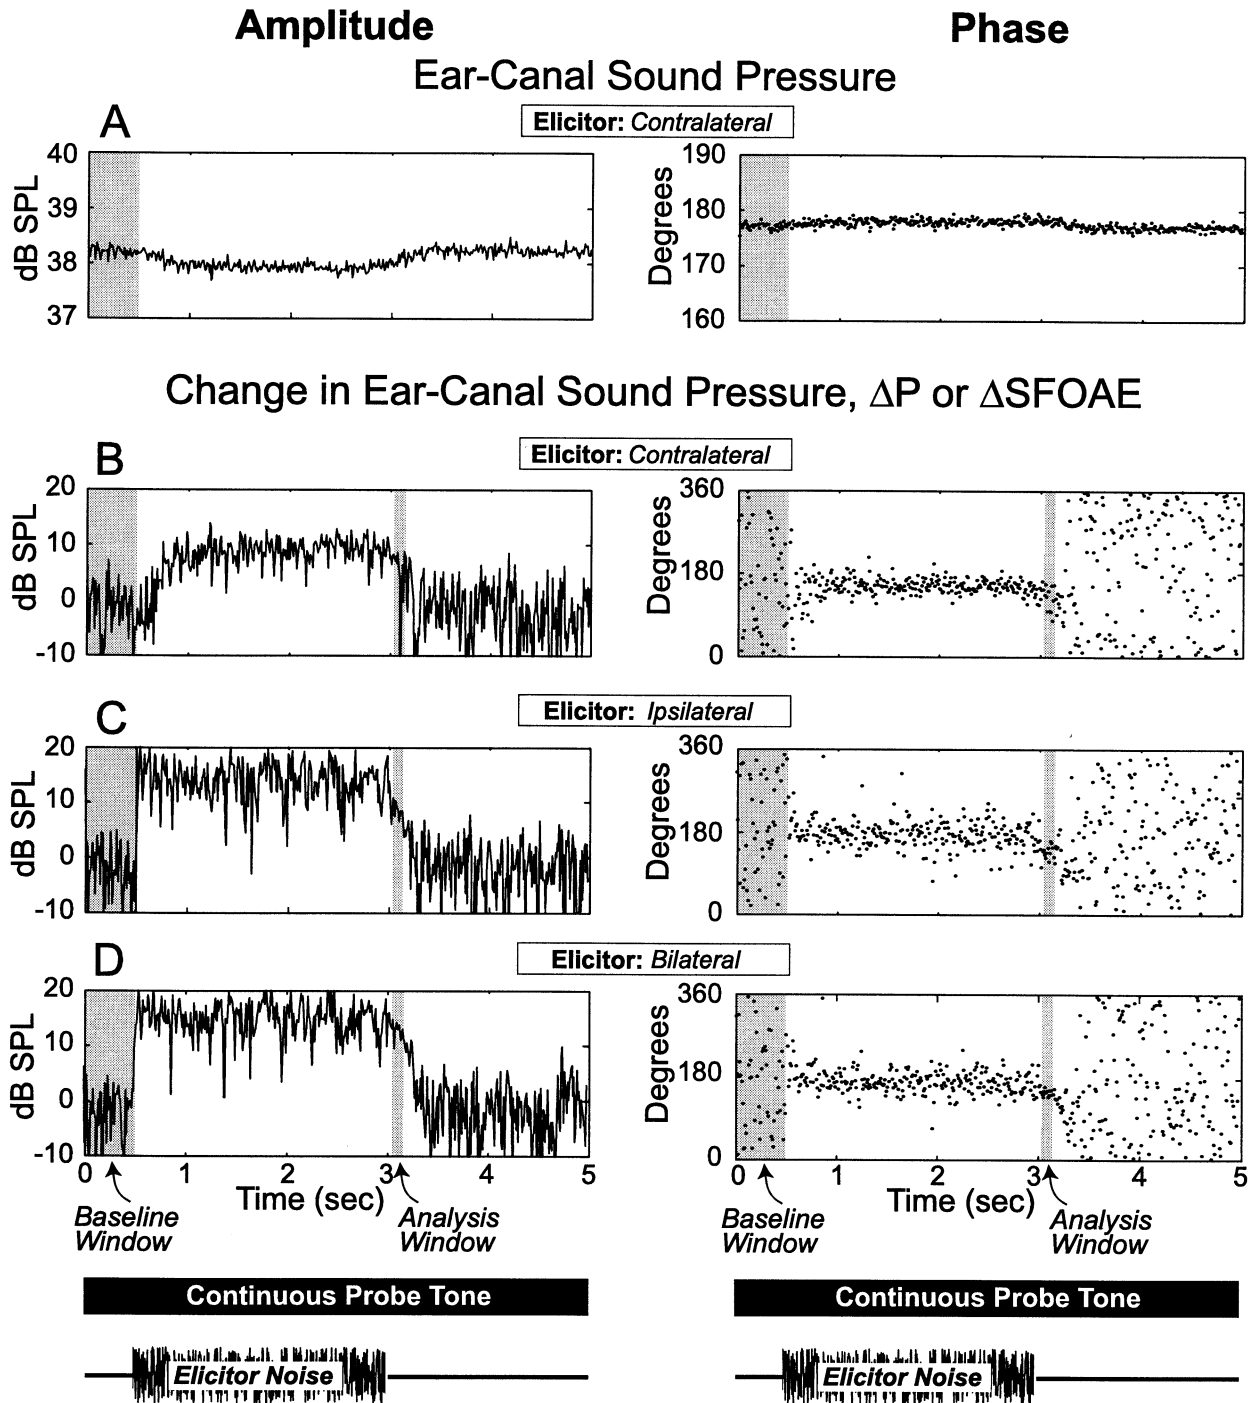 Amplitude Phase
Ear-Canal Sound Pressure
A
Elicitor: Contralateral
40
39
38
37
dB SPL
190
180
170
160
Degrees
Change in Ear-Canal Sound Pressure, ΔP or ΔSFOAE
B
Elicitor: Contralateral
20
10
0
-10
dB SPL
360
180
0
Degrees
C
Elicitor: Ipsilateral
20
10
0
-10
dB SPL
360
180
0
Degrees
D
Elicitor: Bilateral
20
10
0
-10
dB SPL
360
180
0
Degrees
0 1 2 3 4 5
Time (sec)
Baseline
Window
Analysis
Window
0 1 2 3 4 5
Time (sec)
Baseline
Window
Analysis
Window
Continuous Probe Tone
Continuous Probe Tone
Elicitor Noise
Elicitor Noise